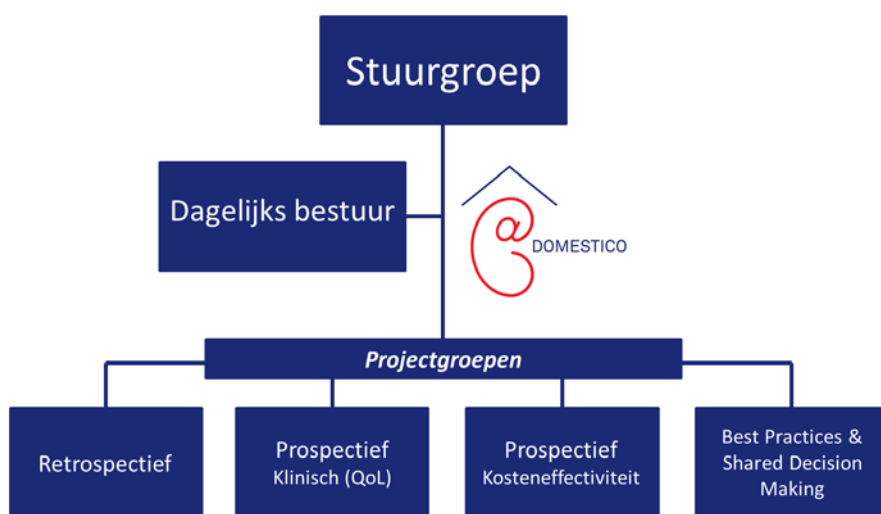 Stuurgroep
Dagelijks bestuur
@ DOMESTICO
Projectgroepen
Retrospectief
Prospectief
Klinisch (QoL)
Prospectief
Kosteneffectiviteit
Best Practices &
Shared Decision
Making